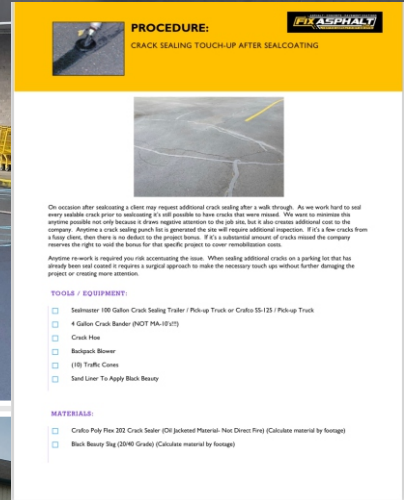 PROCEDURE:
FIX ASPHALT
CRACK SEALING TOUCH-UP AFTER SEALCOATING
On occasion after sealcoating a client may request additional crack sealing after a walk through. As we work hard to seal
every sealable crack prior to sealcoating it's still possible to have cracks that were missed. We want to minimize this
anytime possible not only because it draws negative attention to the job site, but it also creates additional cost to the
company. Anytime a crack sealing punch list is generated the site will require additional inspection. If it's a few cracks from
a fussy client, then there is no deduct to the project bonus. If it's a substantial amount of cracks missed the company
reserves the right to void the bonus for that specific project to cover remobilization costs.
Anytime re-work is required you risk accentuating the issue. When sealing additional cracks on a parking lot that has
already been seal coated it requires a surgical approach to make the necessary touch ups without further damaging the
project or creating more attention.
TOOLS / EQUIPMENT:
Sealmaster 100 Gallon Crack Sealing Trailer / Pick-up Truck or Crafco SS-125 / Pick-up Truck
4 Gallon Crack Bander (NOT MA-10's!!!)
Crack Hoe
Backpack Blower
(10) Traffic Cones
Sand Liner To Apply Black Beauty
MATERIALS:
Crafco Poly Flex 202 Crack Sealer (Oil Jacketed Material- Not Direct Fire) (Calculate material by footage)
Black Beauty Slag (20/40 Grade) (Calculate material by footage)